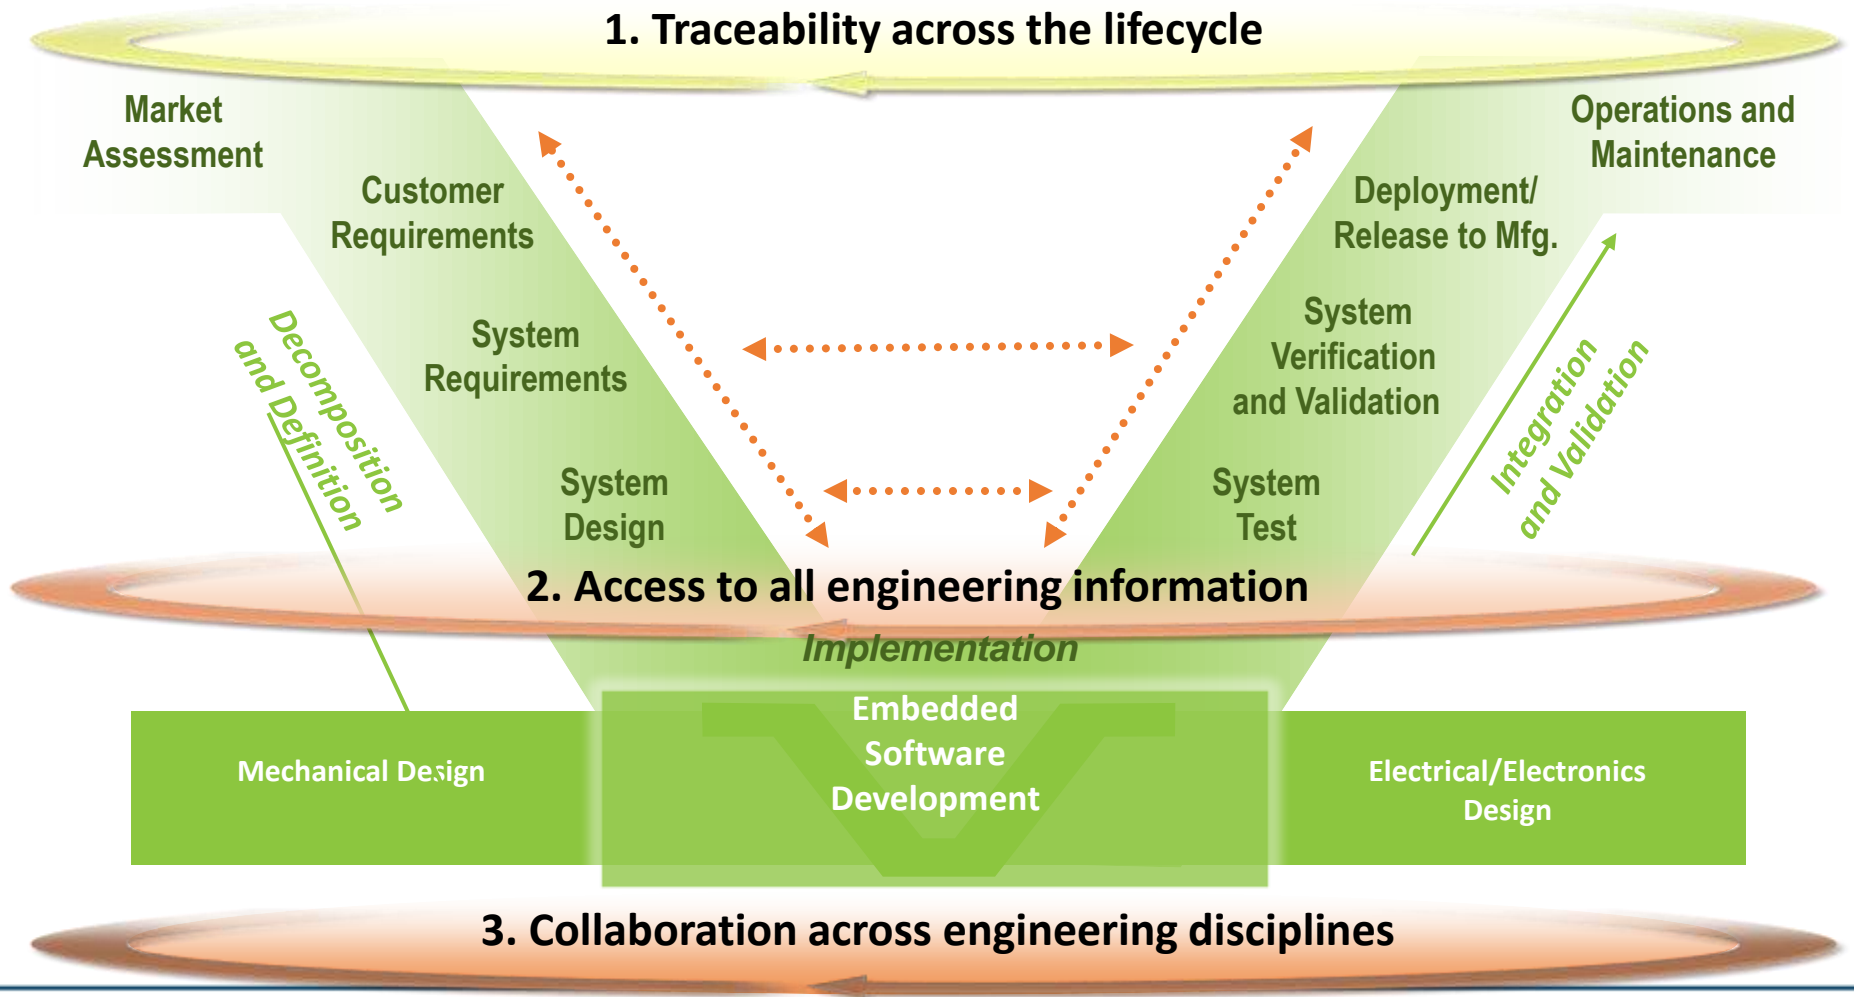 1. Traceability across the lifecycle
Market
Assessment
Operations and
Maintenance
Customer
Requirements
Deployment/
Release to Mfg.
System
Requirements
System
Verification
and Validation
Decomposition
and Definition
Integration
and Validation
System
Design
System
Test
2. Access to all engineering information
Implementation
Embedded
Software
Development
Mechanical Design
Electrical/Electronics
Design
3. Collaboration across engineering disciplines